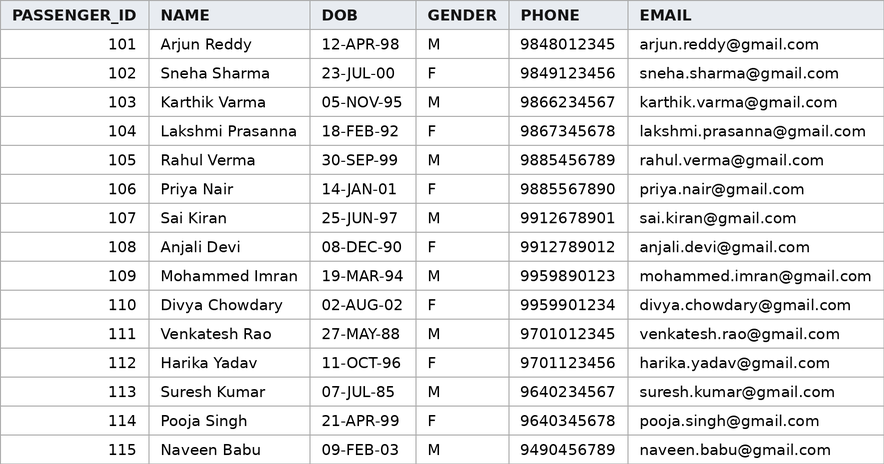 PASSENGER_ID NAME DOB GENDER PHONE EMAIL
101 Arjun Reddy 12-APR-98 M 9848012345 arjun.reddy@gmail.com
102 Sneha Sharma 23-JUL-00 F 9849123456 sneha.sharma@gmail.com
103 Karthik Varma 05-NOV-95 M 9866234567 karthik.varma@gmail.com
104 Lakshmi Prasanna 18-FEB-92 F 9867345678 lakshmi.prasanna@gmail.com
105 Rahul Verma 30-SEP-99 M 9885456789 rahul.verma@gmail.com
106 Priya Nair 14-JAN-01 F 9885567890 priya.nair@gmail.com
107 Sai Kiran 25-JUN-97 M 9912678901 sai.kiran@gmail.com
108 Anjali Devi 08-DEC-90 F 9912789012 anjali.devi@gmail.com
109 Mohammed Imran 19-MAR-94 M 9959890123 mohammed.imran@gmail.com
110 Divya Chowdary 02-AUG-02 F 9959901234 divya.chowdary@gmail.com
111 Venkatesh Rao 27-MAY-88 M 9701012345 venkatesh.rao@gmail.com
112 Harika Yadav 11-OCT-96 F 9701123456 harika.yadav@gmail.com
113 Suresh Kumar 07-JUL-85 M 9640234567 suresh.kumar@gmail.com
114 Pooja Singh 21-APR-99 F 9640345678 pooja.singh@gmail.com
115 Naveen Babu 09-FEB-03 M 9490456789 naveen.babu@gmail.com